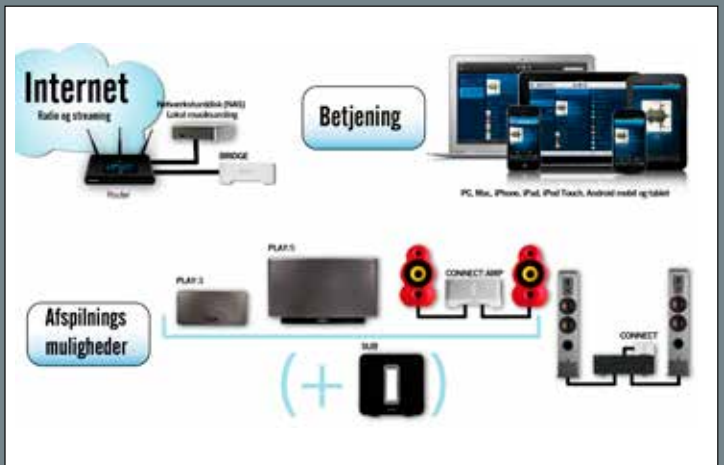 Internet
Radio og streaming
Netværksharddisk (NAS)
Lokal musiksamling
BRIDGE
Router
Betjening
PC, Mac, iPhone, iPad, iPod Touch, Android mobil og tablet
PLAY:3
PLAY:5
CONNECT:AMP
CONNECT
Afspilnings
muligheder
SUB
(+ )